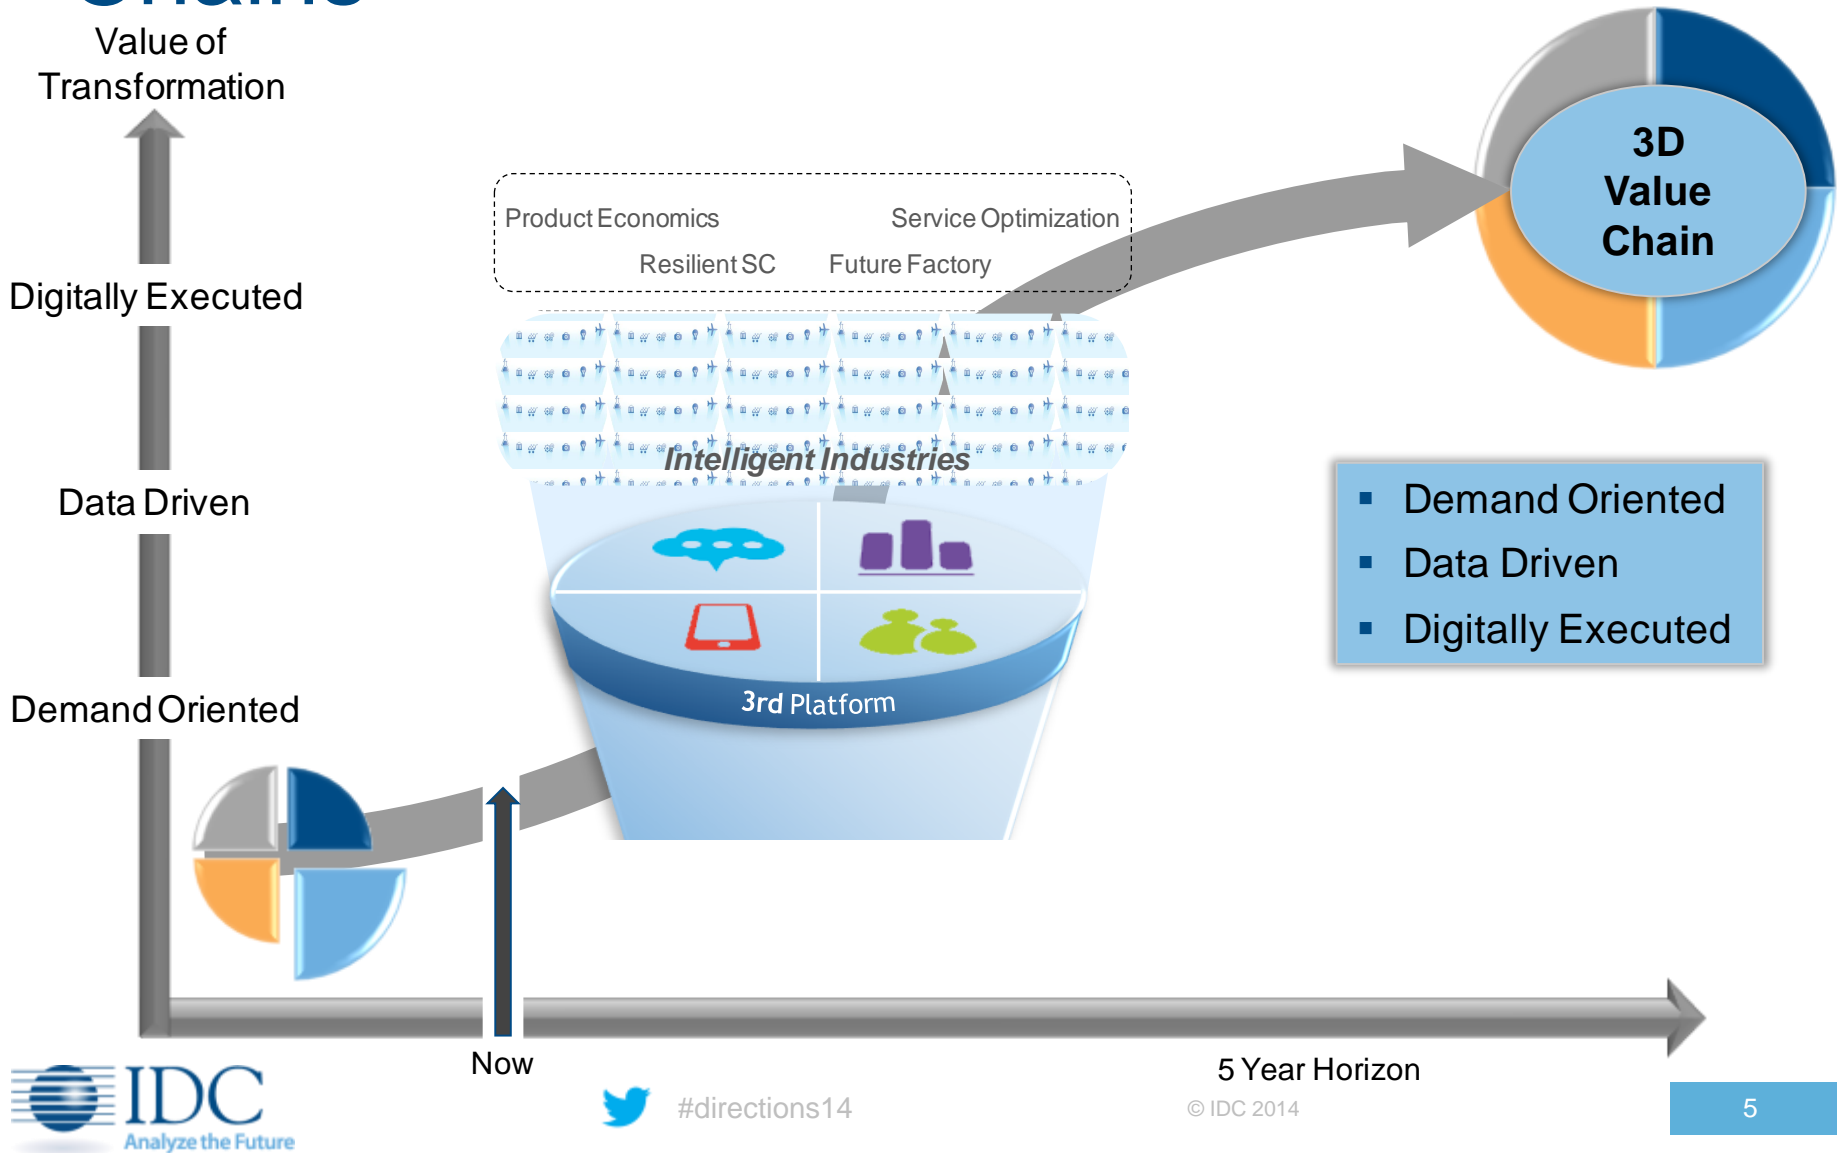 Chains
Value of
Transformation
3D
Value
Chain
Product Economics
Service Optimization
Resilient SC
Future Factory
Digitally Executed
Intelligent Industries
Data Driven
▪ Demand Oriented
▪ Data Driven
▪ Digitally Executed
3rd Platform
Demand Oriented
Now
5 Year Horizon
IDC
Analyze the Future
#directions14
© IDC 2014
5